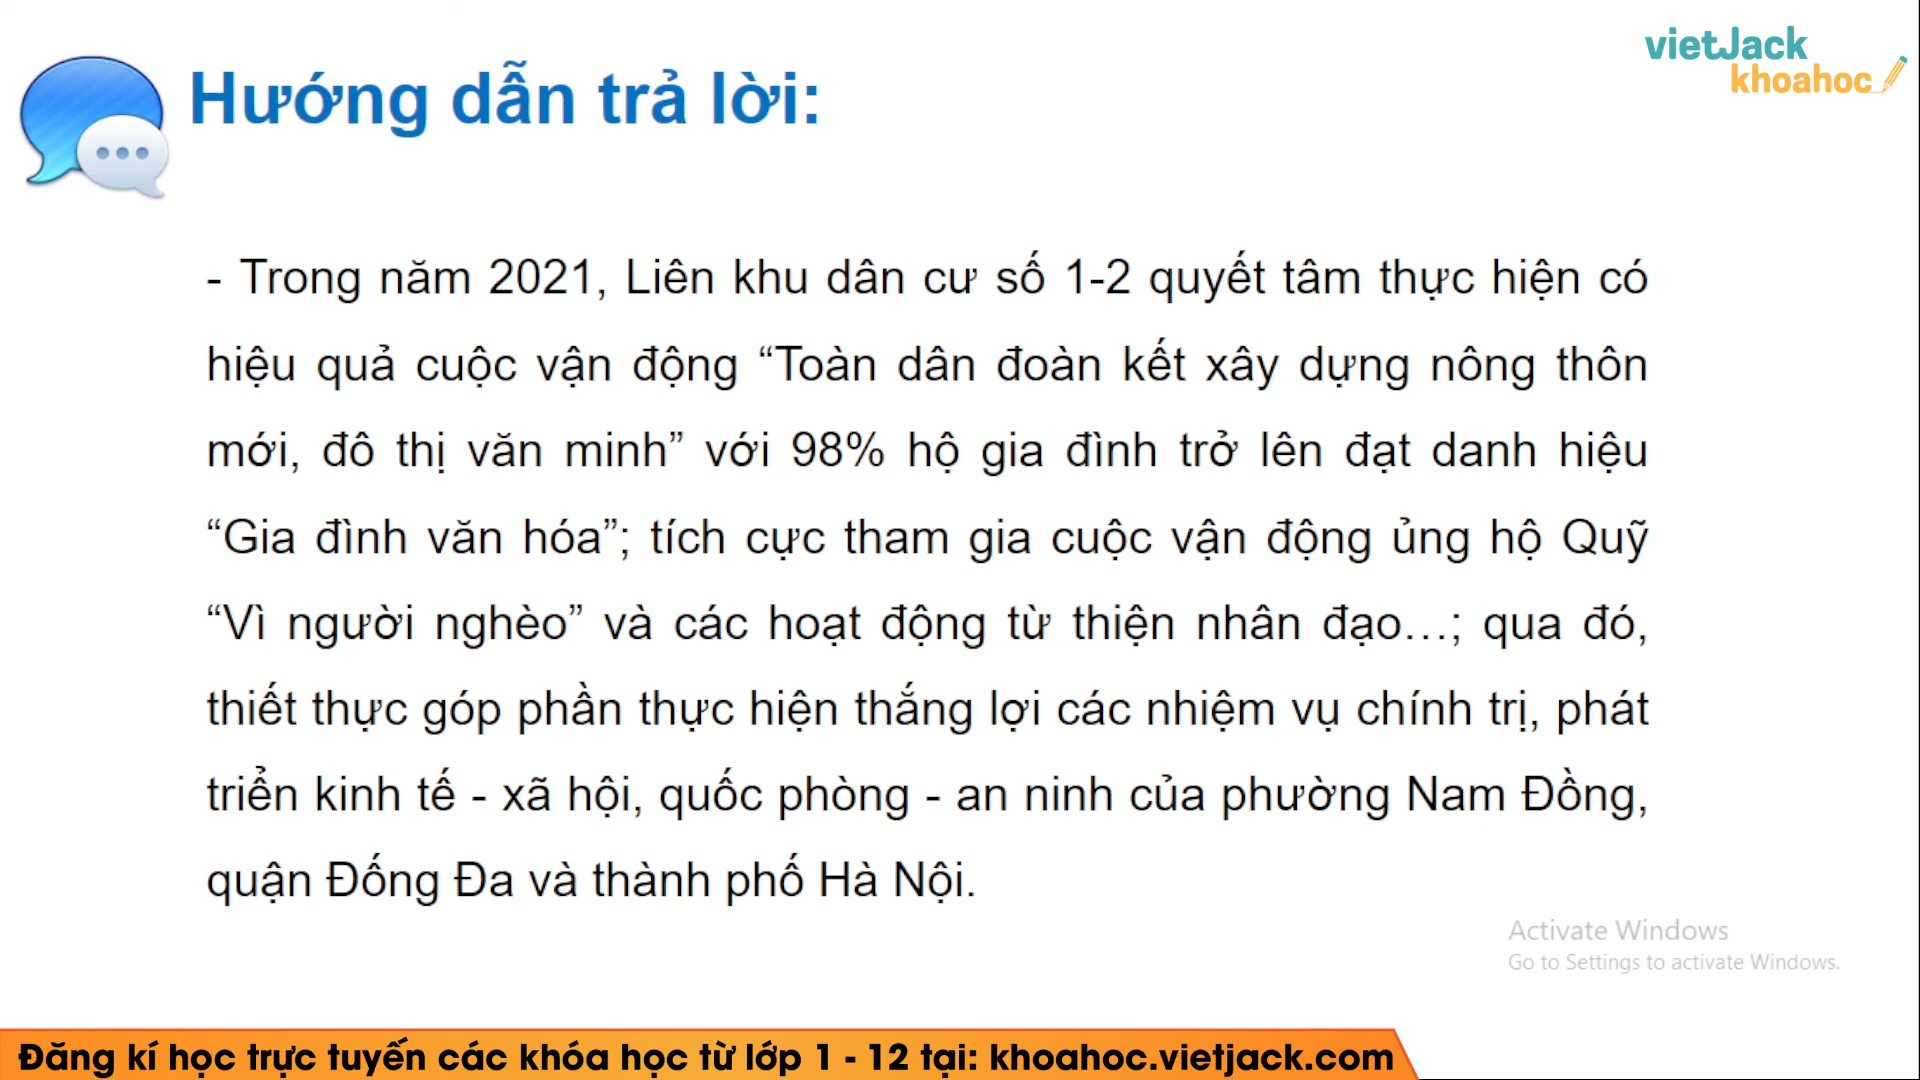 vietJack
khoahoc
Hướng dẫn trả lời:
- Trong năm 2021, Liên khu dân cư số 1-2 quyết tâm thực hiện có
hiệu quả cuộc vận động “Toàn dân đoàn kết xây dựng nông thôn
mới, đô thị văn minh” với 98% hộ gia đình trở lên đạt danh hiệu
“Gia đình văn hóa”; tích cực tham gia cuộc vận động ủng hộ Quỹ
“Vì người nghèo” và các hoạt động từ thiện nhân đạo…; qua đó,
thiết thực góp phần thực hiện thắng lợi các nhiệm vụ chính trị, phát
triển kinh tế - xã hội, quốc phòng - an ninh của phường Nam Đồng,
quận Đống Đa và thành phố Hà Nội.
Activate Windows
Go to Settings to activate Windows.
Đăng kí học trực tuyến các khóa học từ lớp 1 - 12 tại: khoahoc.vietjack.com